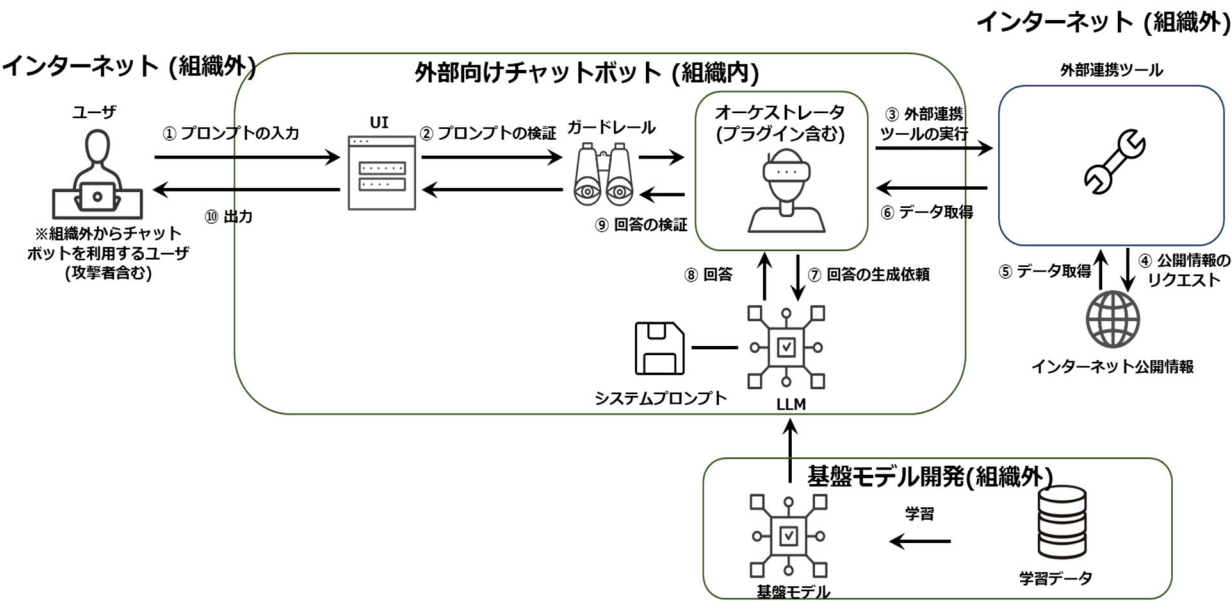 インターネット (組織外)
インターネット (組織外)
外部向けチャットボット (組織内)
外部連携ツール
ユーザ
① プロンプトの入力
UI
② プロンプトの検証
ガードレール
オーケストレータ
(プラグイン含む)
③ 外部連携
ツールの実行
⑩ 出力
⑨ 回答の検証
⑥ データ取得
※組織外からチャット
ボットを利用するユーザ
(攻撃者含む)
⑧ 回答
⑦ 回答の生成依頼
⑤ データ取得
④ 公開情報の
リクエスト
インターネット公開情報
システムプロンプト
LLM
基盤モデル開発(組織外)
学習
基盤モデル
学習データ